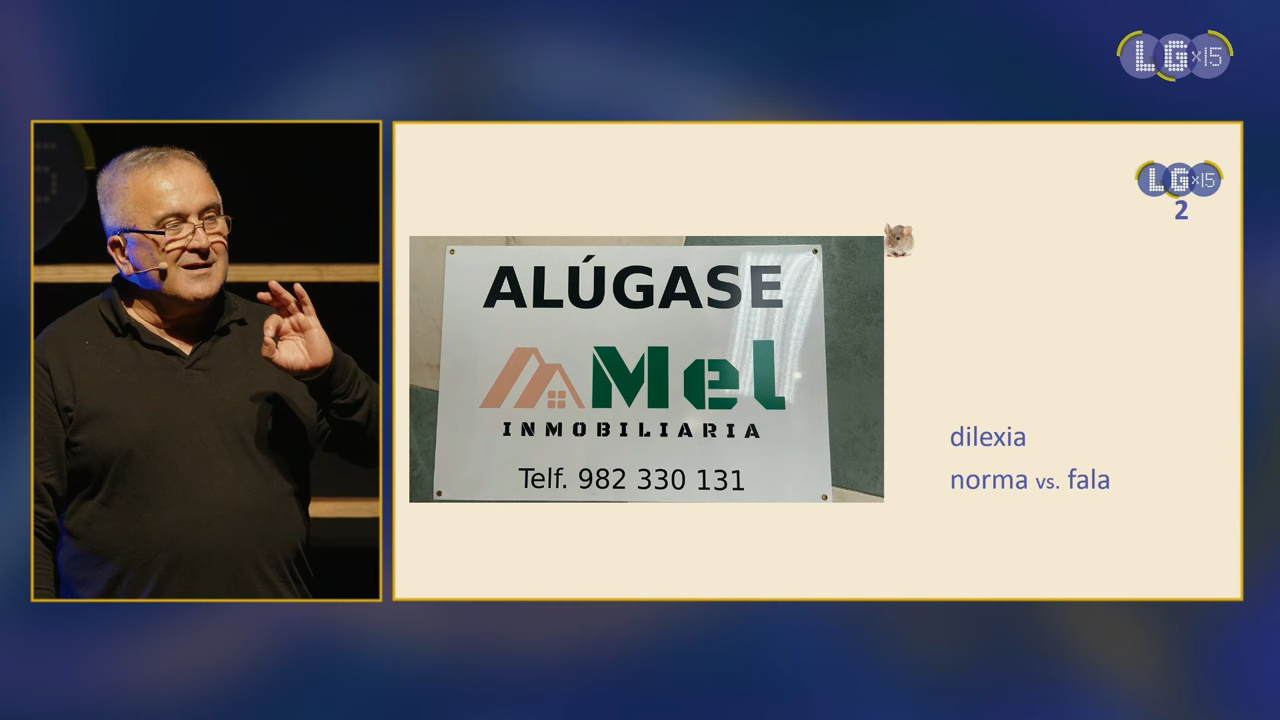 LG×15
LG×15
2
ALÚGASE
Mel
INMOBILIARIA
Telf. 982 330 131
dilexia
norma vs. fala